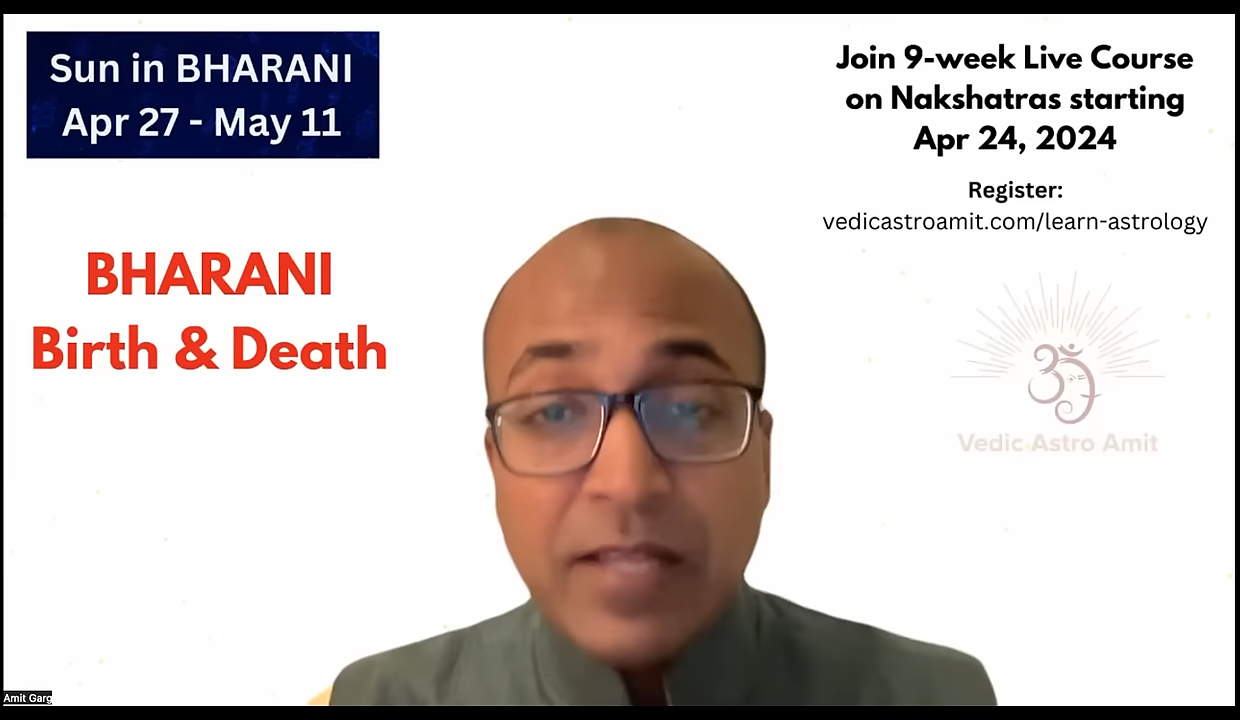 Sun in BHARANI
Apr 27 - May 11
Join 9-week Live Course
on Nakshatras starting
Apr 24, 2024
Register:
vedicastroamit.com/learn-astrology
BHARANI
Birth & Death
Vedic Astro Amit
Amit Garg